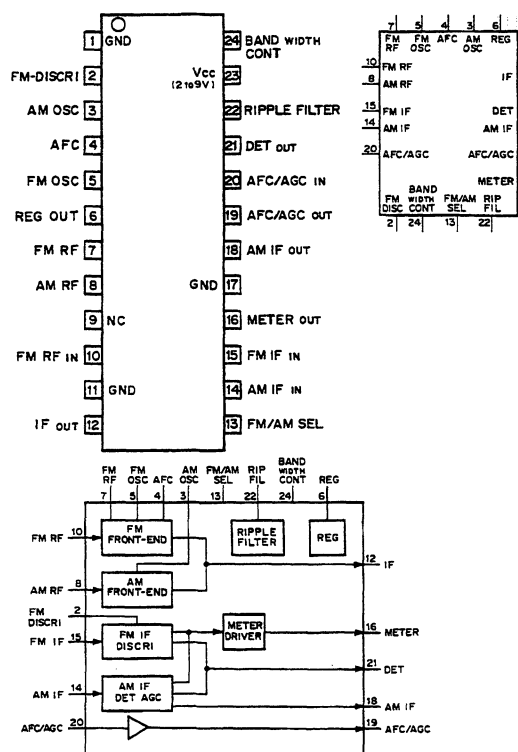 1 GND
FM-DISCRI 2
AM OSC 3
AFC 4
FM OSC 5
REG OUT 6
FM RF 7
AM RF 8
9 NC
FM RF IN 10
11 GND
IF OUT 12
24 BAND WIDTH CONT
Vcc 23
(2 to 9V)
22 RIPPLE FILTER
21 DET OUT
20 AFC/AGC IN
19 AFC/AGC OUT
18 AM IF OUT
GND 17
16 METER OUT
15 FM IF IN
14 AM IF IN
13 FM/AM SEL
7 5 4 3 6
FM RF FM OSC AFC AM OSC REG
10 FM RF
8 AM RF
IF
15 FM IF
DET
14 AM IF
AM IF
20 AFC/AGC
AFC/AGC
METER
FM DISC BAND WIDTH CONT FM/AM SEL RIP FIL
2 24 13 22
FM RF FM OSC AFC AM OSC FM/AM SEL RIP FIL BAND WIDTH CONT REG
7 5 4 3 13 22 24 6
FM RF 10
FM FRONT-END
RIPPLE FILTER
REG
12 IF
AM RF 8
AM FRONT-END
FM DISCRI 2
FM IF 15
FM IF DISCRI
METER DRIVER
16 METER
21 DET
AM IF 14
AM IF DET AGC
18 AM IF
AFC/AGC 20
19 AFC/AGC